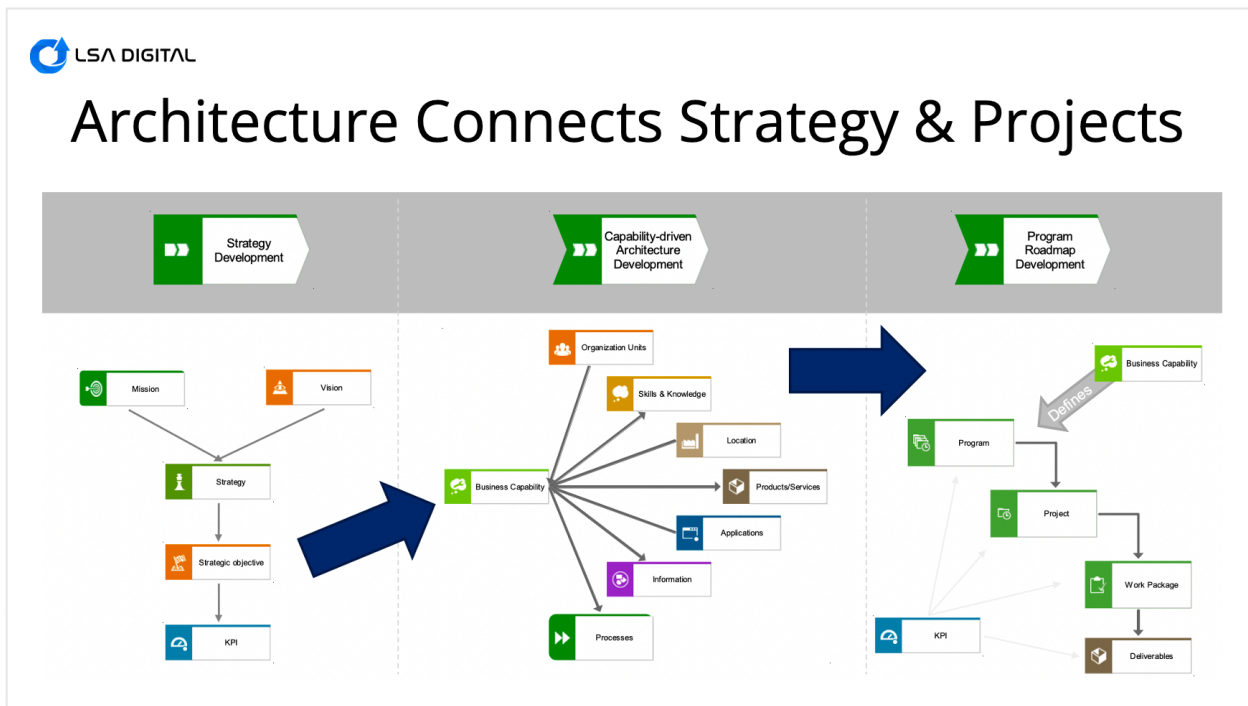 LSA DIGITAL
Architecture Connects Strategy & Projects
Strategy
Development
Capability-driven
Architecture
Development
Program
Roadmap
Development
Mission
Vision
Strategy
Strategic objective
KPI
Organization Units
Skills & Knowledge
Location
Business Capability
Products/Services
Applications
Information
Processes
Business Capability
Defines
Program
Project
Work Package
KPI
Deliverables